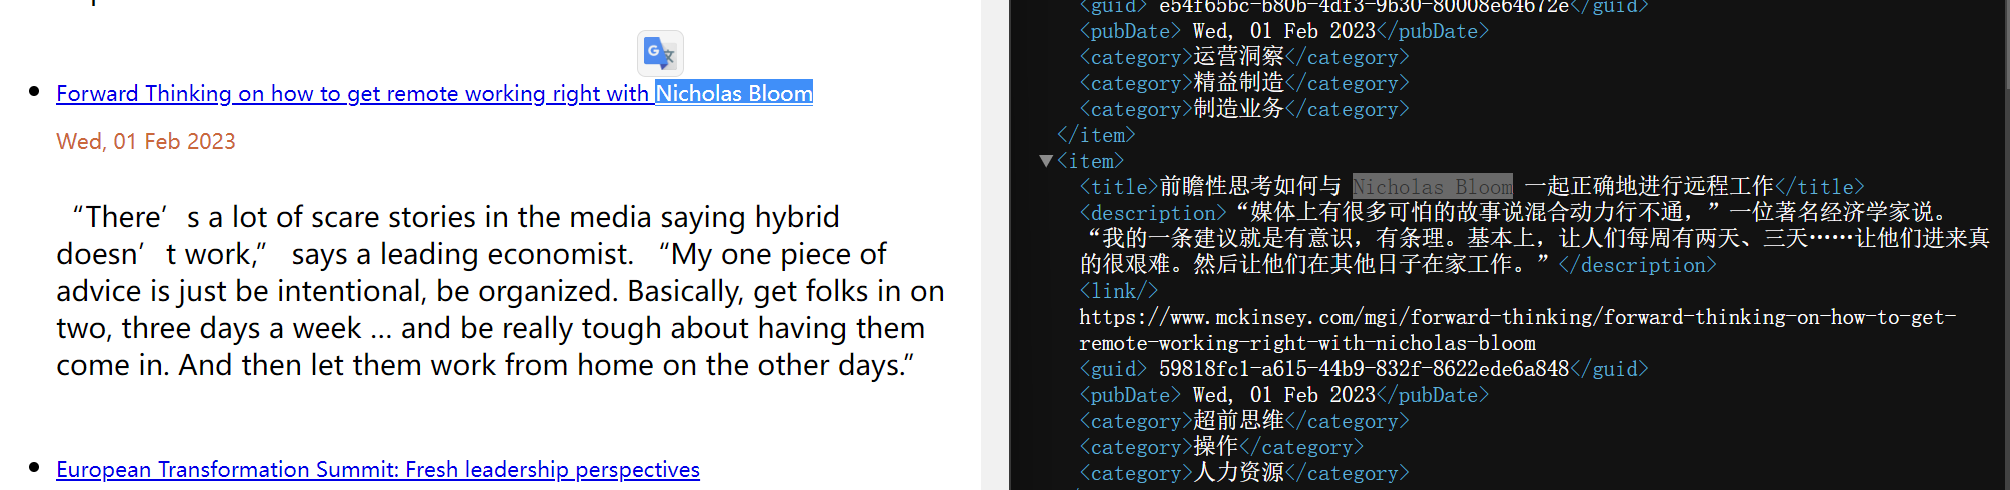 Forward Thinking on how to get remote working right with Nicholas Bloom
Wed, 01 Feb 2023
“There’s a lot of scare stories in the media saying hybrid
doesn’t work,” says a leading economist. “My one piece of
advice is just be intentional, be organized. Basically, get folks in on
two, three days a week ... and be really tough about having them
come in. And then let them work from home on the other days.”
European Transformation Summit: Fresh leadership perspectives
<guid> e54f65bc-b80b-4df3-9b30-80008e64672e</guid>
<pubDate> Wed, 01 Feb 2023</pubDate>
<category>运营洞察</category>
<category>精益制造</category>
<category>制造业务</category>
</item>
▼<item>
<title>前瞻性思考如何与 Nicholas Bloom 一起正确地进行远程工作</title>
<description>“媒体上有很多可怕的故事说混合动力行不通，”一位著名经济学家说。
“我的一条建议就是有意识，有条理。基本上，让人们每周有两天、三天……让他们进来真
的很艰难。然后让他们在其他日子在家工作。”</description>
<link/>
https://www.mckinsey.com/mgi/forward-thinking/forward-thinking-on-how-to-get-
remote-working-right-with-nicholas-bloom
<guid> 59818fc1-a615-44b9-832f-8622ede6a848</guid>
<pubDate> Wed, 01 Feb 2023</pubDate>
<category>超前思维</category>
<category>操作</category>
<category>人力资源</category>